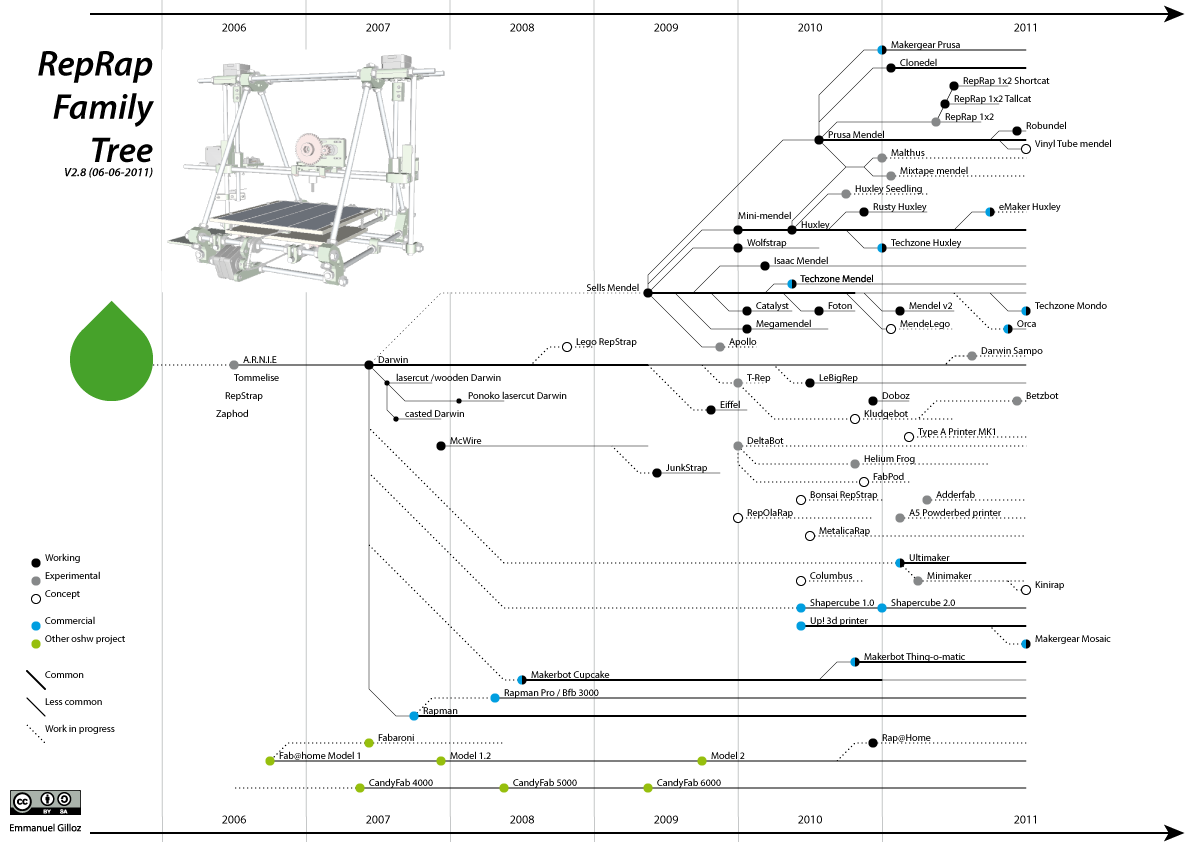 2006 2007 2008 2009 2010 2011
RepRap
Family
Tree
V2.8 (06-06-2011)
Makergear Prusa
Clonedel
RepRap 1x2 Shortcat
RepRap 1x2 Tallcat
RepRap 1x2
Robundel
Prusa Mendel
Vinyl Tube mendel
Malthus
Mixtape mendel
Huxley Seedling
Rusty Huxley
eMaker Huxley
Mini-mendel
Huxley
Wolfstrap
Techzone Huxley
Isaac Mendel
Techzone Mendel
Sells Mendel
Catalyst
Foton
Mendel v2
Techzone Mondo
Megamendel
MendeLego
Orca
Lego RepStrap
Apollo
Darwin Sampo
A.R.N.I.E
Darwin
Tommelise
lasercut /wooden Darwin
T-Rep
LeBigRep
RepStrap
Ponoko lasercut Darwin
Doboz
Betzbot
Zaphod
casted Darwin
Eiffel
Kludgebot
Type A Printer MK1
McWire
DeltaBot
JunkStrap
Helium Frog
FabPod
Bonsai RepStrap
Adderfab
RepOlaRap
A5 Powderbed printer
MetalicaRap
Working
Experimental
Concept
Commercial
Other oshw project
Common
Less common
Work in progress
Ultimaker
Columbus
Minimaker
Kinirap
Shapercube 1.0
Shapercube 2.0
Up! 3d printer
Makergear Mosaic
Makerbot Thing-o-matic
Makerbot Cupcake
Rapman Pro / Bfb 3000
Rapman
Fabaroni
Rap@Home
Fab@home Model 1
Model 1.2
Model 2
CandyFab 4000
CandyFab 5000
CandyFab 6000
cc
BY SA
Emmanuel Gilloz
2006 2007 2008 2009 2010 2011